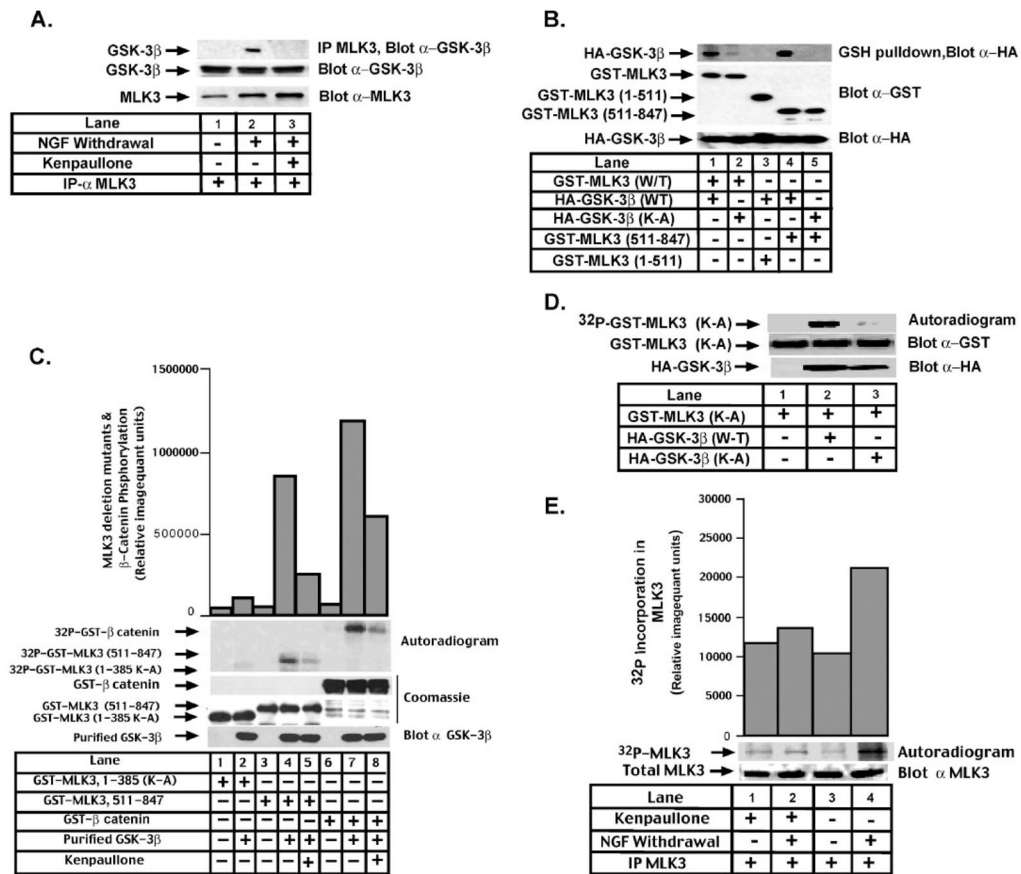 A.
GSK-3β
IP MLK3, Blot α-GSK-3β
GSK-3β
Blot α-GSK-3β
MLK3
Blot α-MLK3
Lane 1 2 3
NGF Withdrawal - + +
Kenpaullone - - +
IP-α MLK3 + + +
B.
HA-GSK-3β
GSH pulldown,Blot α-HA
GST-MLK3
GST-MLK3 (1-511)
Blot α-GST
GST-MLK3 (511-847)
HA-GSK-3β
Blot α-HA
Lane 1 2 3 4 5
GST-MLK3 (W/T) + + - - -
HA-GSK-3β (WT) + - + + -
HA-GSK-3β (K-A) - + - - +
GST-MLK3 (511-847) - - - + +
GST-MLK3 (1-511) - - + - -
C.
MLK3 deletion mutants &
β-Catenin Phsphorylation
(Relative imagequant units)
1500000
1000000
500000
0
32P-GST-β catenin
Autoradiogram
32P-GST-MLK3 (511-847)
32P-GST-MLK3 (1-385 K-A)
GST-β catenin
Coomassie
GST-MLK3 (511-847)
GST-MLK3 (1-385 K-A)
Purified GSK-3β
Blot α GSK-3β
Lane 1 2 3 4 5 6 7 8
GST-MLK3, 1-385 (K-A) + + - - - - - -
GST-MLK3, 511-847 - - + + + - - -
GST-β catenin - - - - - + + +
Purified GSK-3β - + - + + - + +
Kenpaullone - - - - + - - +
D.
32P-GST-MLK3 (K-A)
Autoradiogram
GST-MLK3 (K-A)
Blot α-GST
HA-GSK-3β
Blot α-HA
Lane 1 2 3
GST-MLK3 (K-A) + + +
HA-GSK-3β (W-T) - + -
HA-GSK-3β (K-A) - - +
E.
32P Incorporation in
MLK3
(Relative imagequant units)
30000
25000
20000
15000
10000
5000
0
32P-MLK3
Autoradiogram
Total MLK3
Blot α MLK3
Lane 1 2 3 4
Kenpaullone + + - -
NGF Withdrawal - + - +
IP MLK3 + + + +